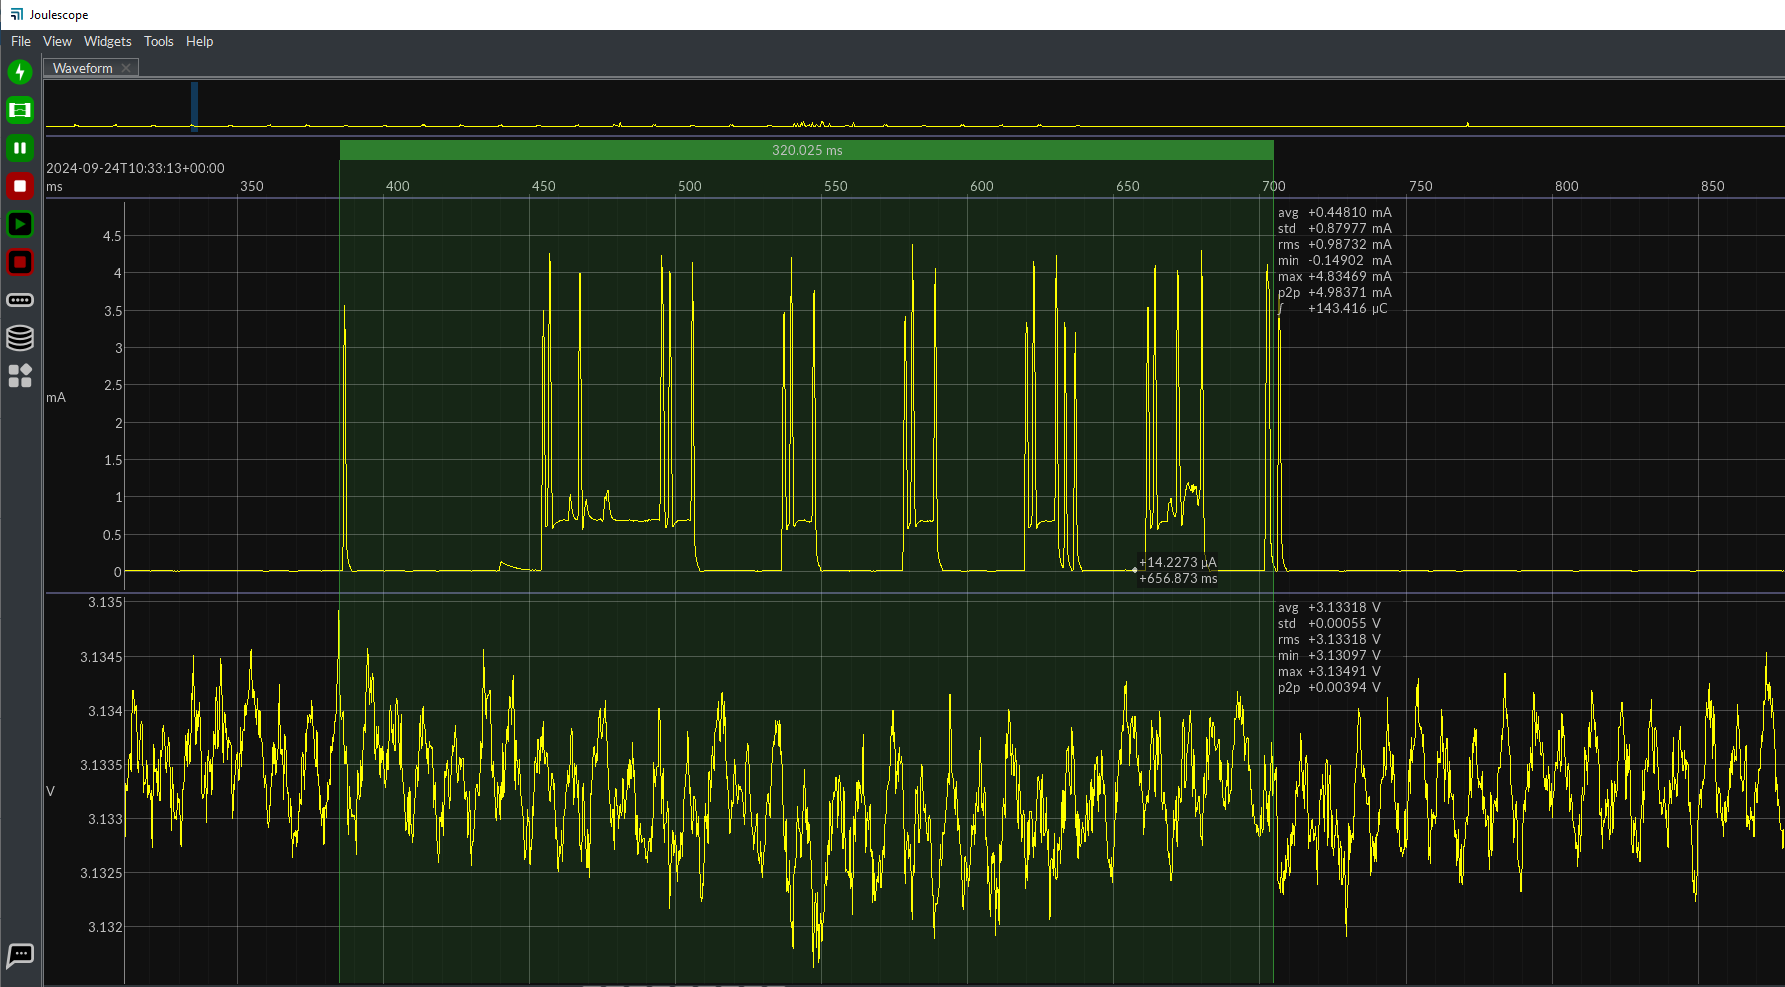 Joulescope
File View Widgets Tools Help
Waveform
320.025 ms
2024-09-24T10:33:13+00:00
ms 350 400 450 500 550 600 650 700 750 800 850
avg +0.44810 mA
std +0.87977 mA
rms +0.98732 mA
min -0.14902 mA
max +4.83469 mA
p2p +4.98371 mA
∫ +143.416 µC
4.5
4
3.5
3
2.5
mA
2
1.5
1
0.5
0
+14.2273 µA
+656.873 ms
3.135
3.1345
3.134
3.1335
V
3.133
3.1325
3.132
avg +3.13318 V
std +0.00055 V
rms +3.13318 V
min +3.13097 V
max +3.13491 V
p2p +0.00394 V